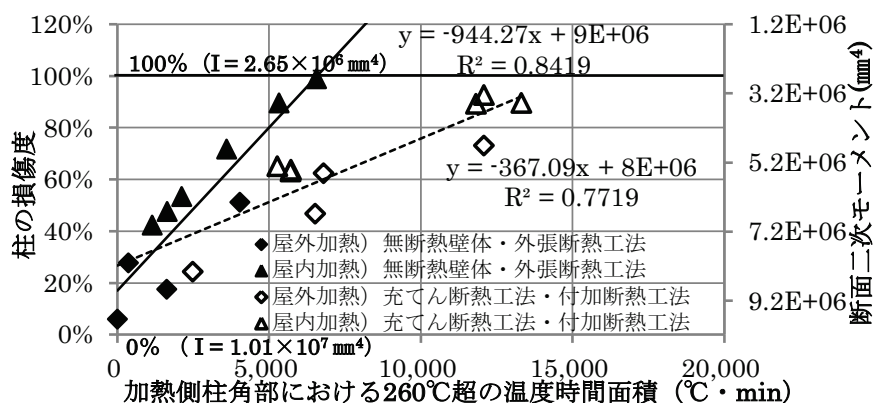 120%
100%
80%
60%
40%
20%
0%
柱の損傷度
100%（I＝2.65×10⁶㎜⁴）
y = -944.27x + 9E+06
R² = 0.8419
y = -367.09x + 8E+06
R² = 0.7719
◆屋外加熱）無断熱壁体・外張断熱工法
▲屋内加熱）無断熱壁体・外張断熱工法
◇屋外加熱）充てん断熱工法・付加断熱工法
△屋内加熱）充てん断熱工法・付加断熱工法
0%（I＝1.01×10⁷㎜⁴）
1.2E+06
3.2E+06
5.2E+06
7.2E+06
9.2E+06
断面二次モーメント(㎜⁴)
0 5,000 10,000 15,000 20,000
加熱側柱角部における260℃超の温度時間面積（℃・min）